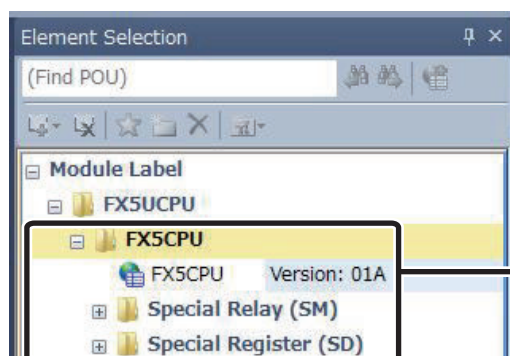 Element Selection
(Find POU)
Module Label
FX5UCPU
FX5CPU
FX5CPU Version: 01A
Special Relay (SM)
Special Register (SD)